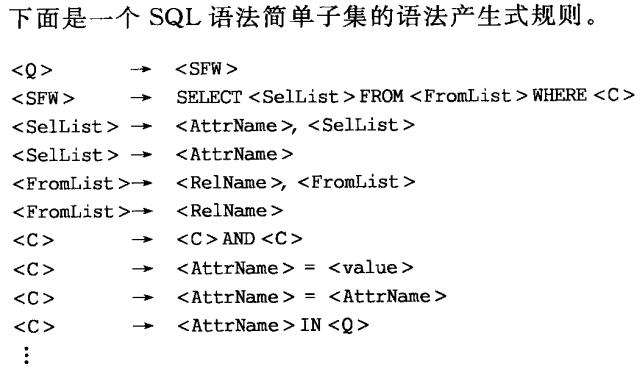 下面是一个 SQL 语法简单子集的语法产生式规则。
<Q> → <SFW>
<SFW> → SELECT <SelList> FROM <FromList> WHERE <C>
<SelList> → <AttrName>, <SelList>
<SelList> → <AttrName>
<FromList> → <RelName>, <FromList>
<FromList> → <RelName>
<C> → <C> AND <C>
<C> → <AttrName> = <value>
<C> → <AttrName> = <AttrName>
<C> → <AttrName> IN <Q>
⋮